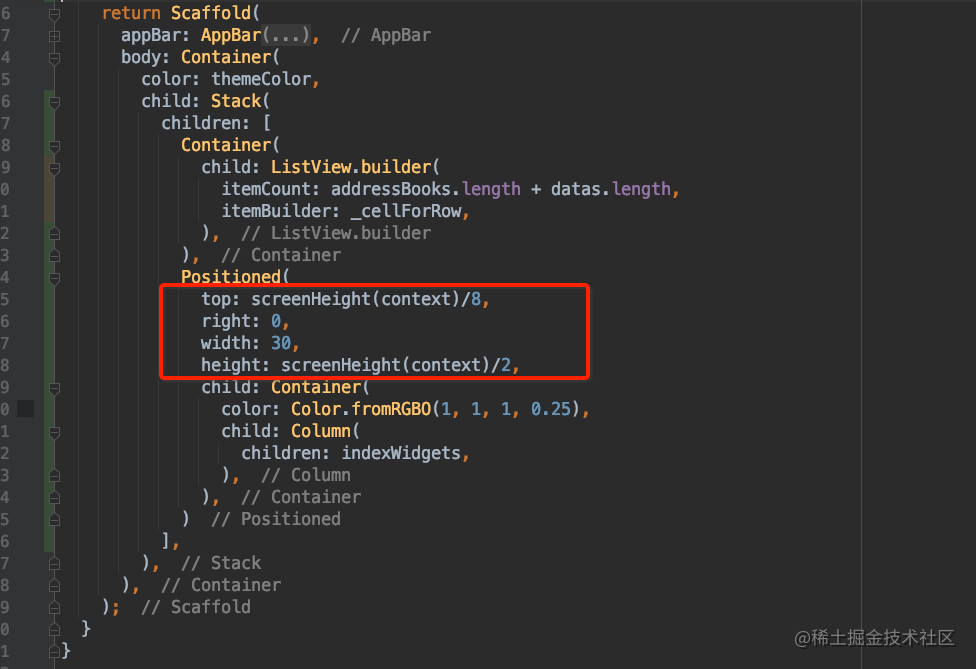 6 return Scaffold(
7 appBar: AppBar(...), // AppBar
4 body: Container(
5 color: themeColor,
6 child: Stack(
7 children: [
8 Container(
9 child: ListView.builder(
0 itemCount: addressBooks.length + datas.length,
1 itemBuilder: _cellForRow,
2 ), // ListView.builder
3 ), // Container
4 Positioned(
5 top: screenHeight(context)/8,
6 right: 0,
7 width: 30,
8 height: screenHeight(context)/2,
9 child: Container(
0 color: Color.fromRGBO(1, 1, 1, 0.25),
1 child: Column(
2 children: indexWidgets,
3 ), // Column
4 ), // Container
5 ) // Positioned
6 ],
7 ), // Stack
8 ), // Container
9 ); // Scaffold
0 }
1 }
@稀土掘金技术社区